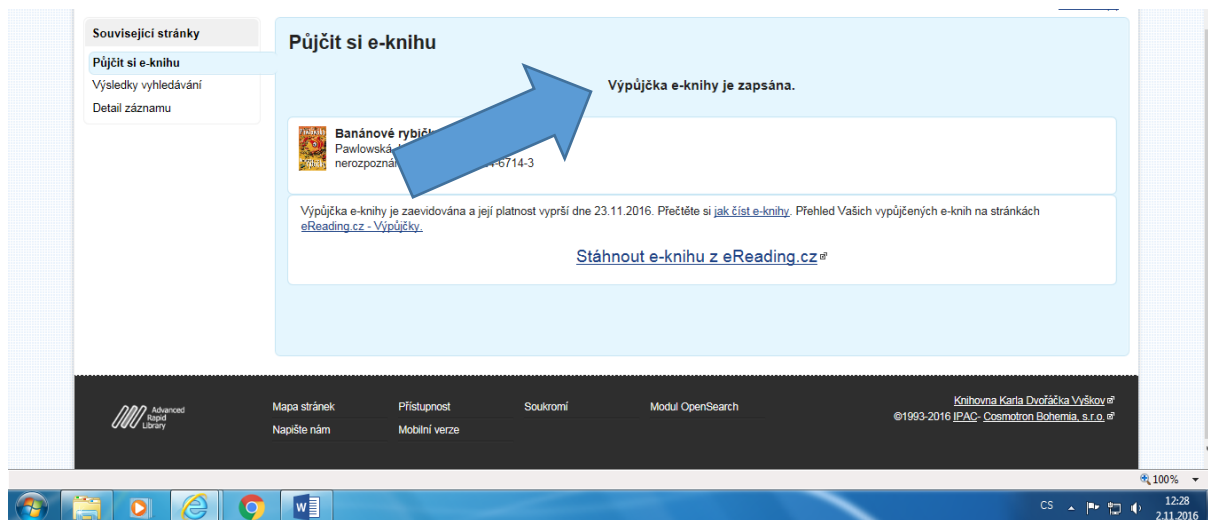 Související stránky
Půjčit si e-knihu
Výsledky vyhledávání
Detail záznamu
Půjčit si e-knihu
Výpůjčka e-knihy je zapsána.
Banánové
Pawlowská
6714-3
Výpůjčka e-knihy je zaevidována a její platnost vyprší dne 23.11.2016. Přečtěte si jak číst e-knihy. Přehled Vašich vypůjčených e-knih na stránkách
eReading.cz - Výpůjčky.
Stáhnout e-knihu z eReading.cz
Advanced
Rapid
Library
Mapa stránek
Přístupnost
Soukromí
Modul OpenSearch
Napište nám
Mobilní verze
Knihovna Karla Dvořáčka Vyškov
©1993-2016 IPAC- Cosmotron Bohemia, s.r.o.
100%
CS
12:28
2.11.2016